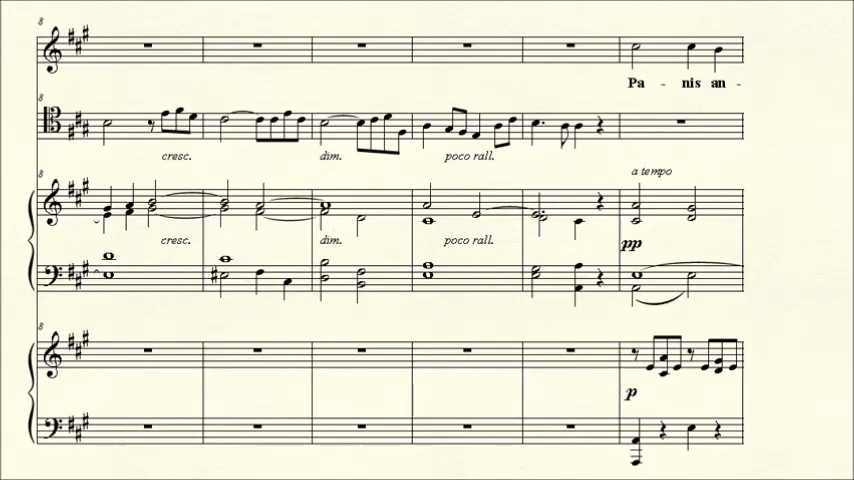 8
Pa - nis an -
8
cresc. dim. poco rall.
8
a tempo
cresc. dim. poco rall. pp
8
p